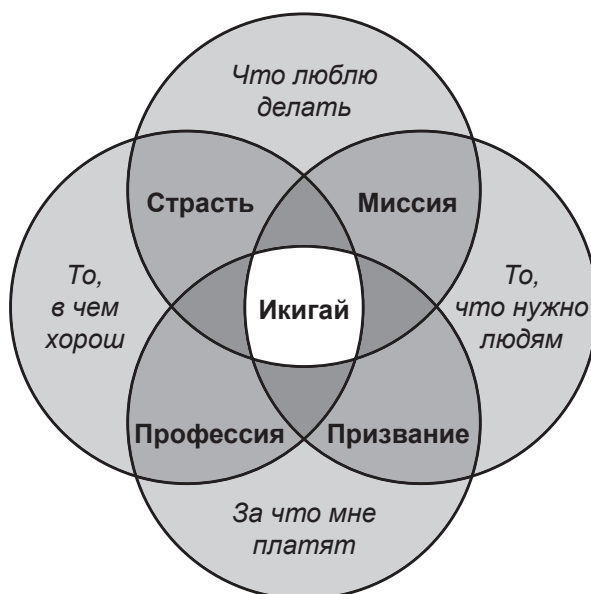 Что люблю
делать
Страсть
Миссия
То,
в чем
хорош
Икигай
То,
что нужно
людям
Профессия
Призвание
За что мне
платят